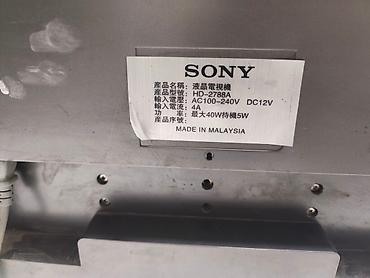 SONY
產品名稱: 液晶電視機
產品型號: HD-2788A
輸入電壓: AC100-240V DC12V
輸入電流: 4A
功 率: 最大40W待機5W
產品序號:
MADE IN MALAYSIA